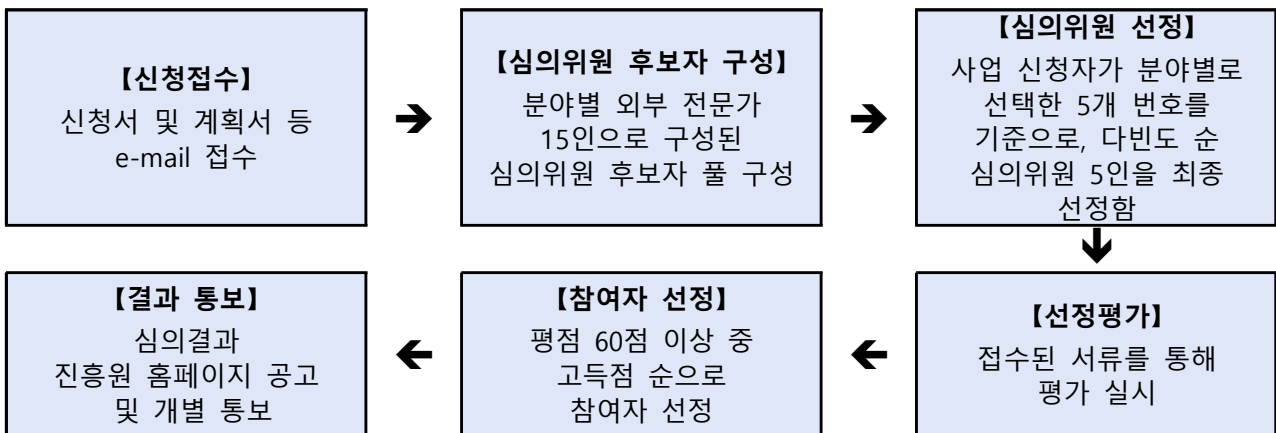 【신청접수】
신청서 및 계획서 등
e-mail 접수
【심의위원 후보자 구성】
분야별 외부 전문가
15인으로 구성된
심의위원 후보자 풀 구성
【심의위원 선정】
사업 신청자가 분야별로
선택한 5개 번호를
기준으로, 다빈도 순
심의위원 5인을 최종
선정함
【선정평가】
접수된 서류를 통해
평가 실시
【참여자 선정】
평점 60점 이상 중
고득점 순으로
참여자 선정
【결과 통보】
심의결과
진흥원 홈페이지 공고
및 개별 통보